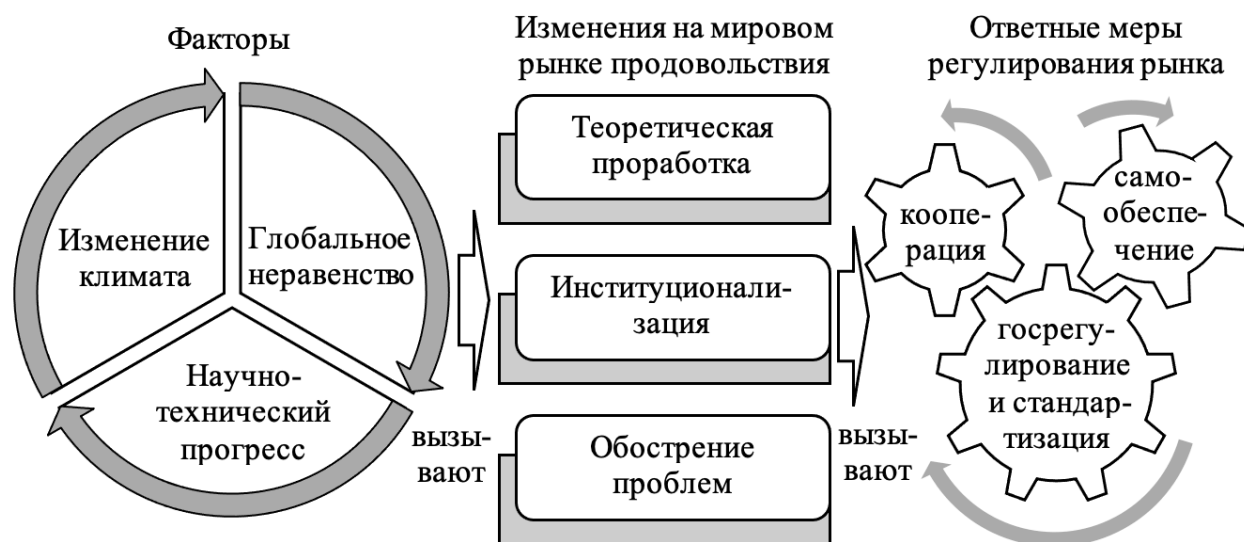 Факторы
Изменение
климата
Глобальное
неравенство
Научно-
технический
прогресс
вызы-
вают
Изменения на мировом
рынке продовольствия
Теоретическая
проработка
Институционали-
зация
Обострение
проблем
вызы-
вают
Ответные меры
регулирования рынка
коопе-
рация
само-
обеспе-
чение
госрегу-
лирование
и стандар-
тизация